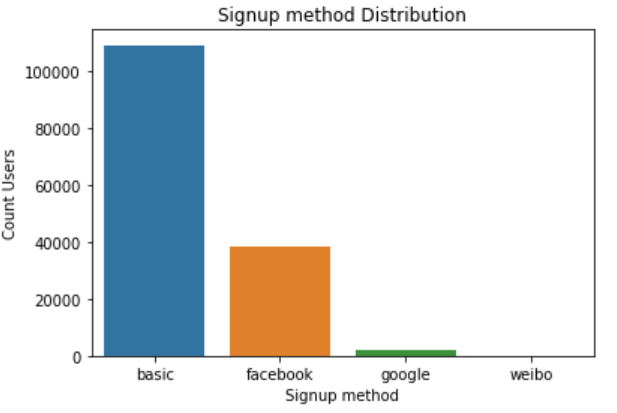 Signup method Distribution
Count Users
100000
80000
60000
40000
20000
0
basic facebook google weibo
Signup method